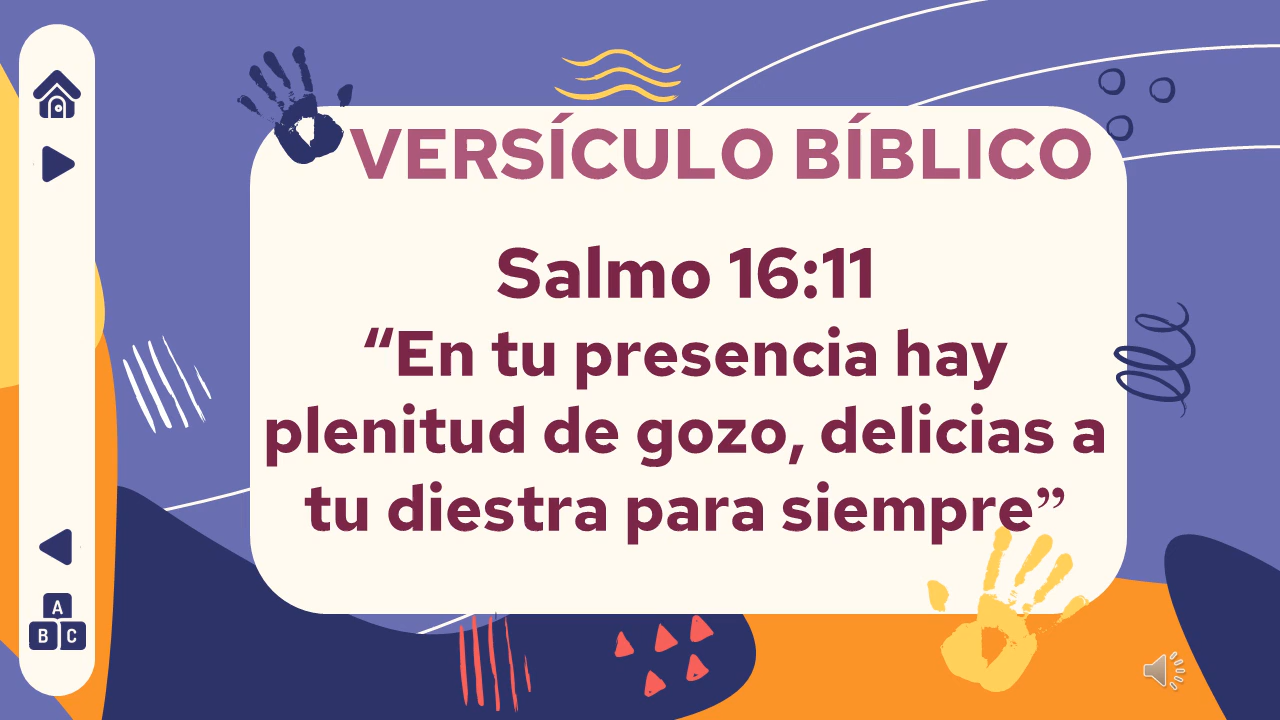 VERSÍCULO BÍBLICO
Salmo 16:11
“En tu presencia hay
plenitud de gozo, delicias a
tu diestra para siempre”
A
B C